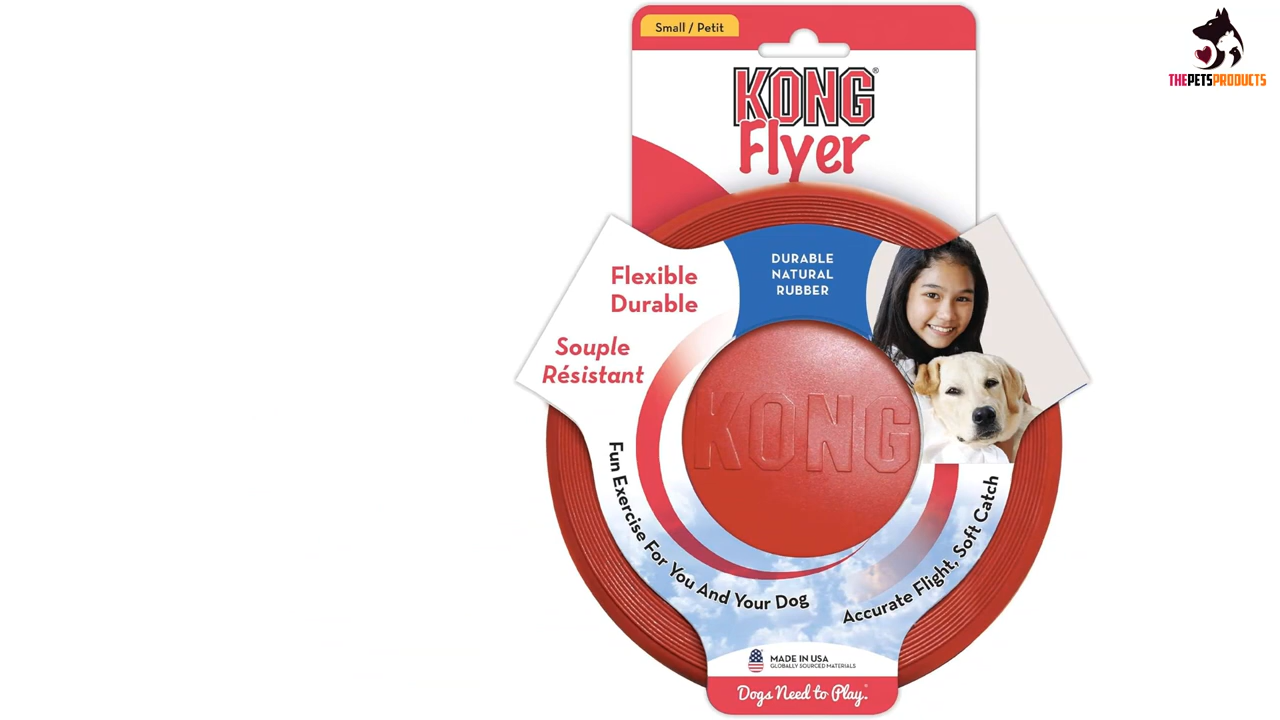 Small / Petit
KONG®
Flyer
THEPETSPRODUCTS
DURABLE
NATURAL
RUBBER
Flexible
Durable
Souple
Résistant
KONG
Fun Exercise For You And Your Dog
Accurate Flight, Soft Catch
MADE IN USA
GLOBALLY SOURCED MATERIALS
Dogs Need to Play.®